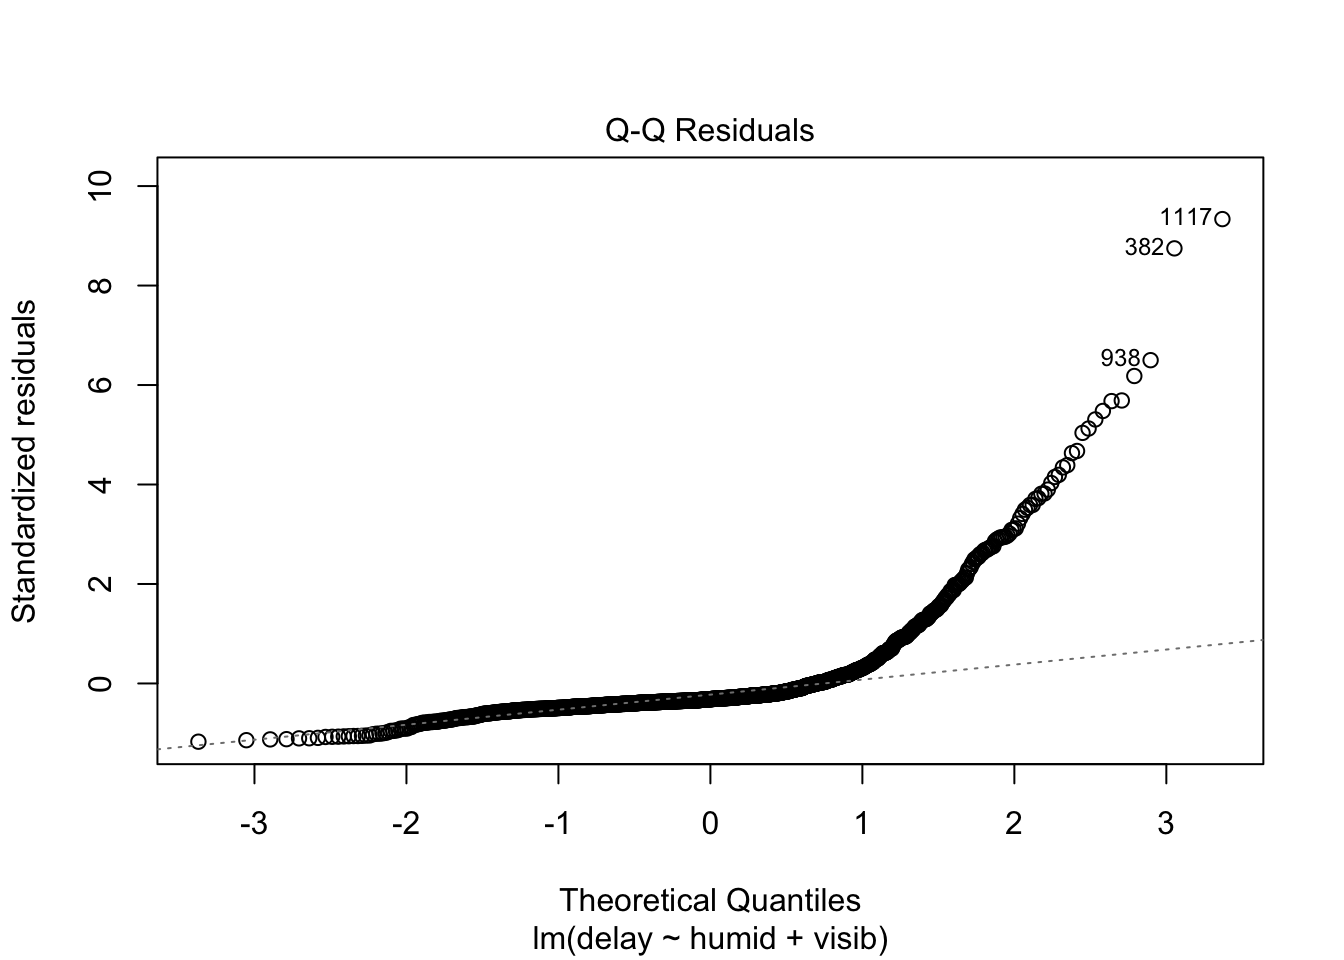 Q-Q Residuals
10
8
6
4
2
0
Standardized residuals
1117
382
938
-3 -2 -1 0 1 2 3
Theoretical Quantiles
lm(delay ~ humid + visib)